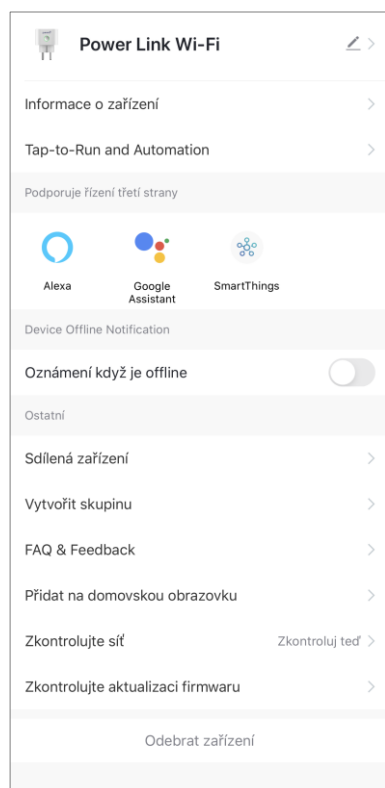 Power Link Wi-Fi
Informace o zařízení
Tap-to-Run and Automation
Podporuje řízení třetí strany
Alexa
Google Assistant
SmartThings
Device Offline Notification
Oznámení když je offline
Ostatní
Sdílená zařízení
Vytvořit skupinu
FAQ & Feedback
Přidat na domovskou obrazovku
Zkontrolujte síť Zkontroluj teď
Zkontrolujte aktualizaci firmwaru
Odebrat zařízení